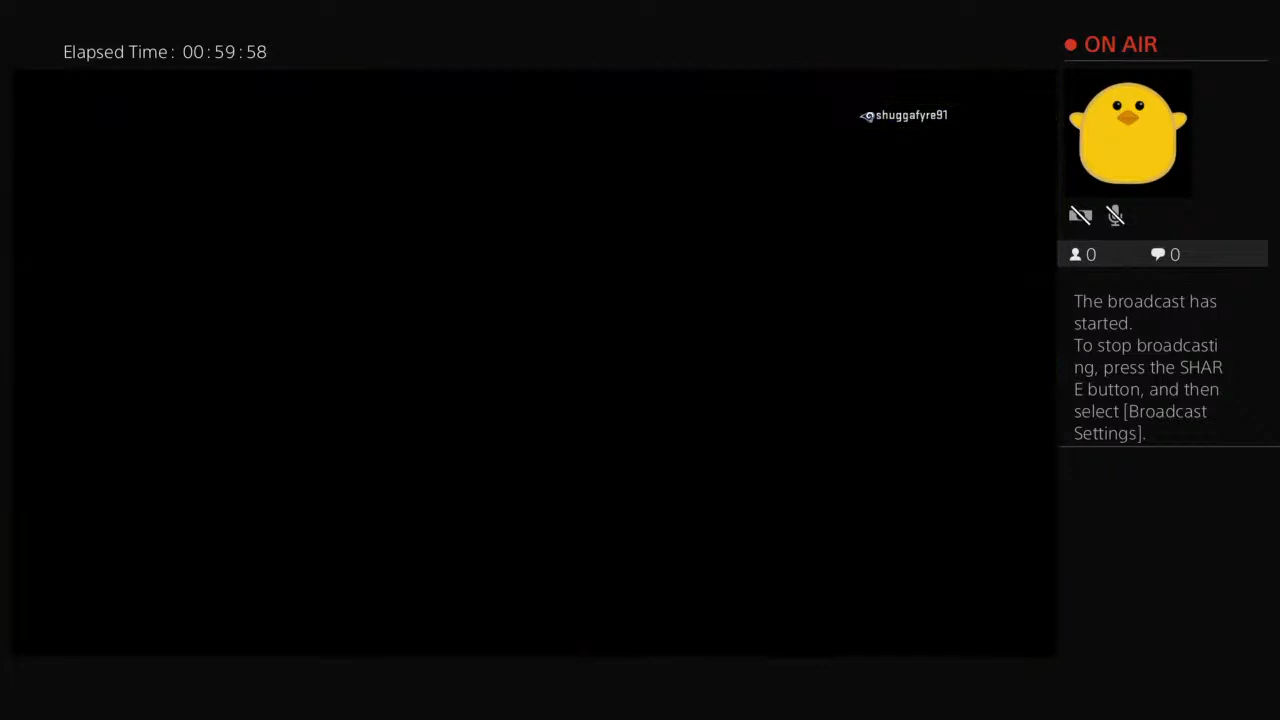 Elapsed Time: 00:59:58
ON AIR
shuggafyre91
0 0
The broadcast has
started.
To stop broadcasti
ng, press the SHAR
E button, and then
select [Broadcast
Settings].